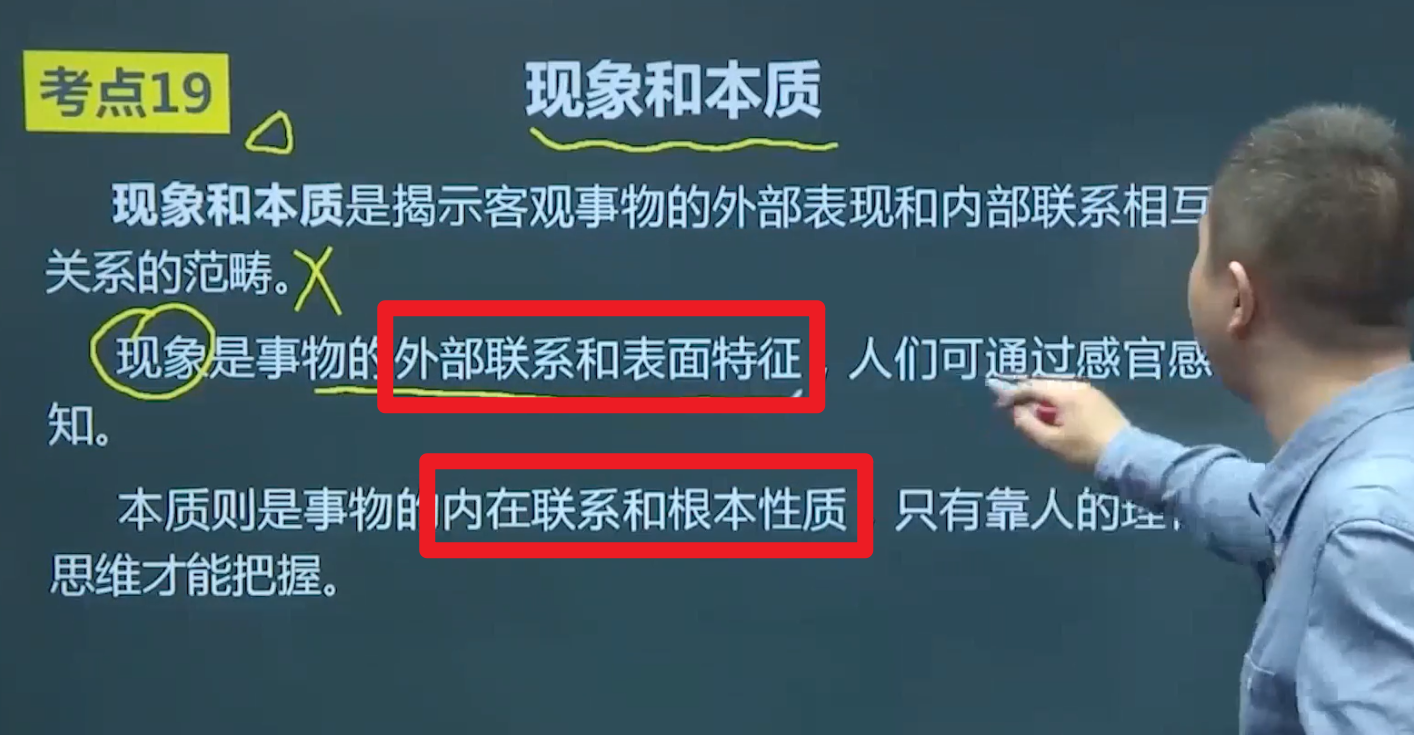 考点19
现象和本质
现象和本质是揭示客观事物的外部表现和内部联系相互
关系的范畴。
现象是事物的外部联系和表面特征，人们可通过感官感
知。
本质则是事物的内在联系和根本性质，只有靠人的理
思维才能把握。